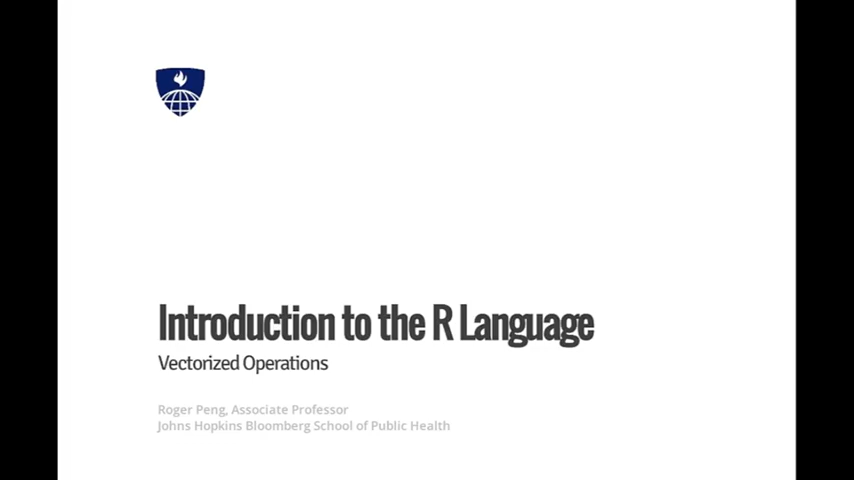 Introduction to the R Language
Vectorized Operations
Roger Peng, Associate Professor
Johns Hopkins Bloomberg School of Public Health